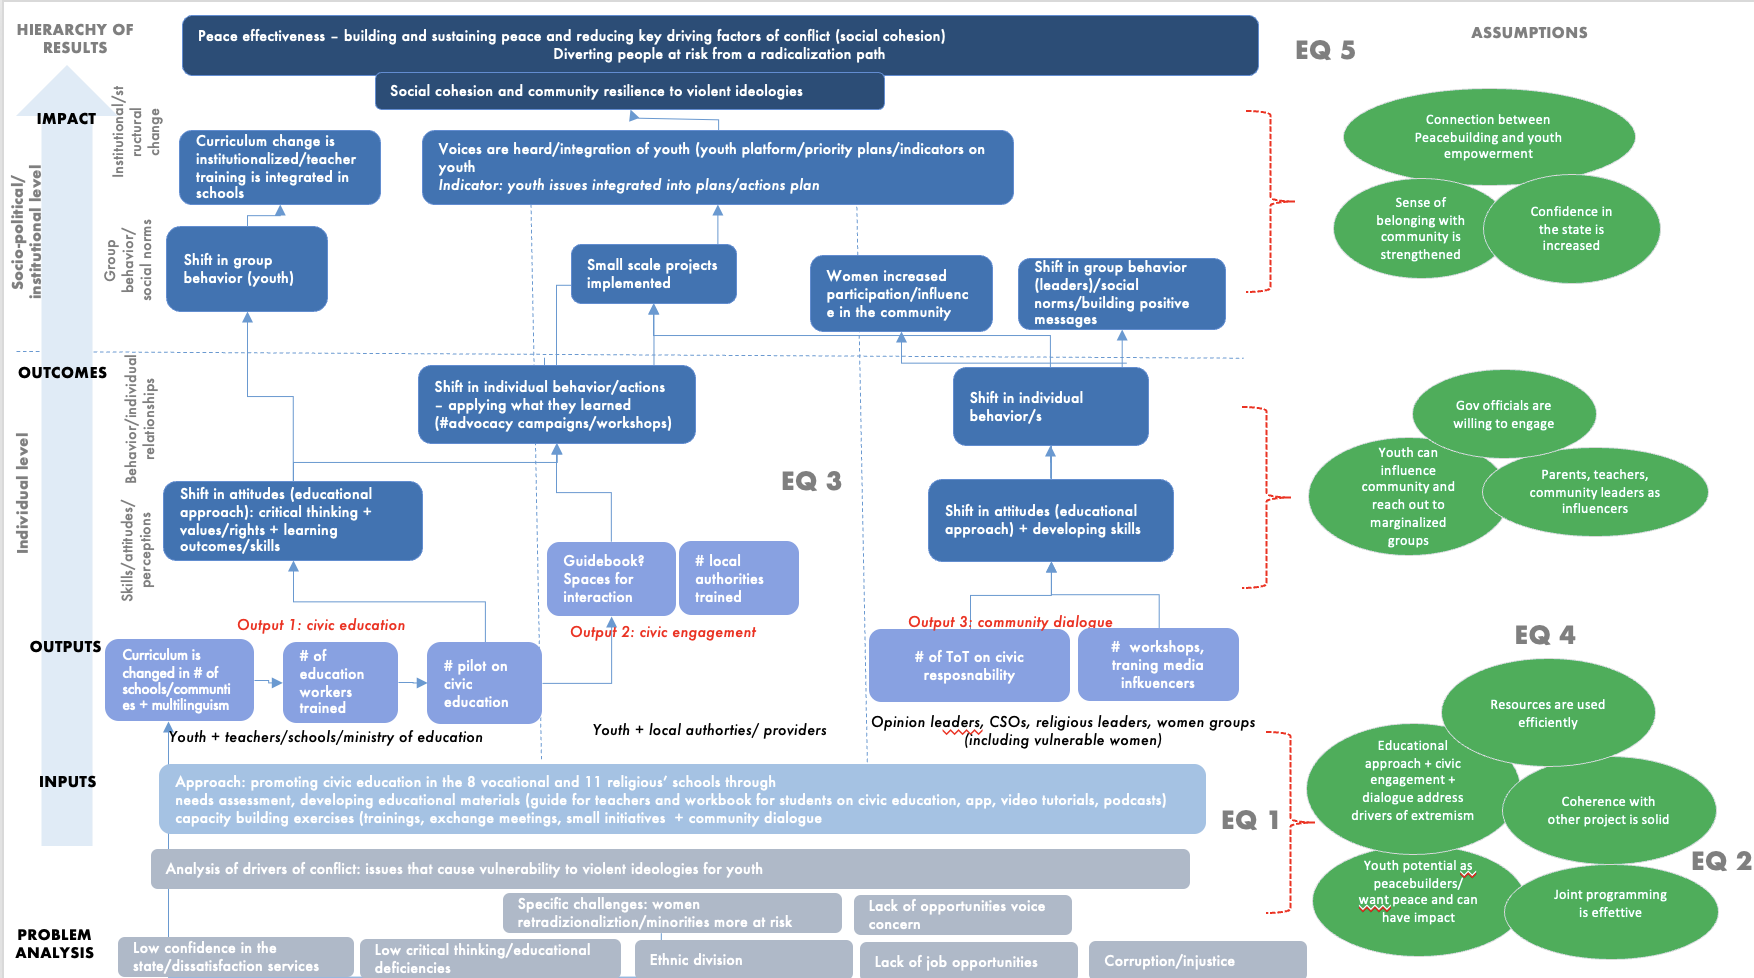 HIERARCHY OF
RESULTS
Peace effectiveness – building and sustaining peace and reducing key driving factors of conflict (social cohesion)
Diverting people at risk from a radicalization path
EQ 5
ASSUMPTIONS
Social cohesion and community resilience to violent ideologies
IMPACT
Socio-political/
institutional level
Institutional/st
ructural
change
Curriculum change is
institutionalized/teacher
training is integrated in
schools
Voices are heard/integration of youth (youth platform/priority plans/indicators on
youth
Indicator: youth issues integrated into plans/actions plan
Connection between
Peacebuilding and youth
empowerment
Sense of
belonging with
community is
strengthened
Confidence in
the state is
increased
Group
behavior/
social norms
Shift in group
behavior (youth)
Small scale projects
implemented
Women increased
participation/influenc
e in the community
Shift in group behavior
(leaders)/social
norms/building positive
messages
OUTCOMES
Individual level
Behavior/individual
relationships
Shift in individual behavior/actions
– applying what they learned
(#advocacy campaigns/workshops)
Shift in individual
behavior/s
Gov officials are
willing to engage
Youth can
influence
community and
reach out to
marginalized
groups
Parents, teachers,
community leaders as
influencers
EQ 3
Skills/attitudes/
perceptions
Shift in attitudes (educational
approach): critical thinking +
values/rights + learning
outcomes/skills
Shift in attitudes (educational
approach) + developing skills
Guidebook?
Spaces for
interaction
# local
authorities
trained
Output 1: civic education
Output 2: civic engagement
Output 3: community dialogue
OUTPUTS
Curriculum is
changed in # of
schools/communti
es + multilinguism
# of
education
workers
trained
# pilot on
civic
education
# of ToT on civic
resposnability
# workshops,
traning media
infkuencers
Youth + teachers/schools/ministry of education
Youth + local authorties/ providers
Opinion leaders, CSOs, religious leaders, women groups
(including vulnerable women)
EQ 4
Resources are used
efficiently
Educational
approach + civic
engagement +
dialogue address
drivers of extremism
Coherence with
other project is solid
INPUTS
Approach: promoting civic education in the 8 vocational and 11 religious' schools through
needs assessment, developing educational materials (guide for teachers and workbook for students on civic education, app, video tutorials, podcasts)
capacity building exercises (trainings, exchange meetings, small initiatives + community dialogue
EQ 1
EQ 2
Analysis of drivers of conflict: issues that cause vulnerability to violent ideologies for youth
Youth potential as
peacebuilders/
want peace and can
have impact
Joint programming
is effettive
Specific challenges: women
retradizionaliztion/minorities more at risk
Lack of opportunities voice
concern
PROBLEM
ANALYSIS
Low confidence in the
state/dissatisfaction services
Low critical thinking/educational
deficiencies
Ethnic division
Lack of job opportunities
Corruption/injustice